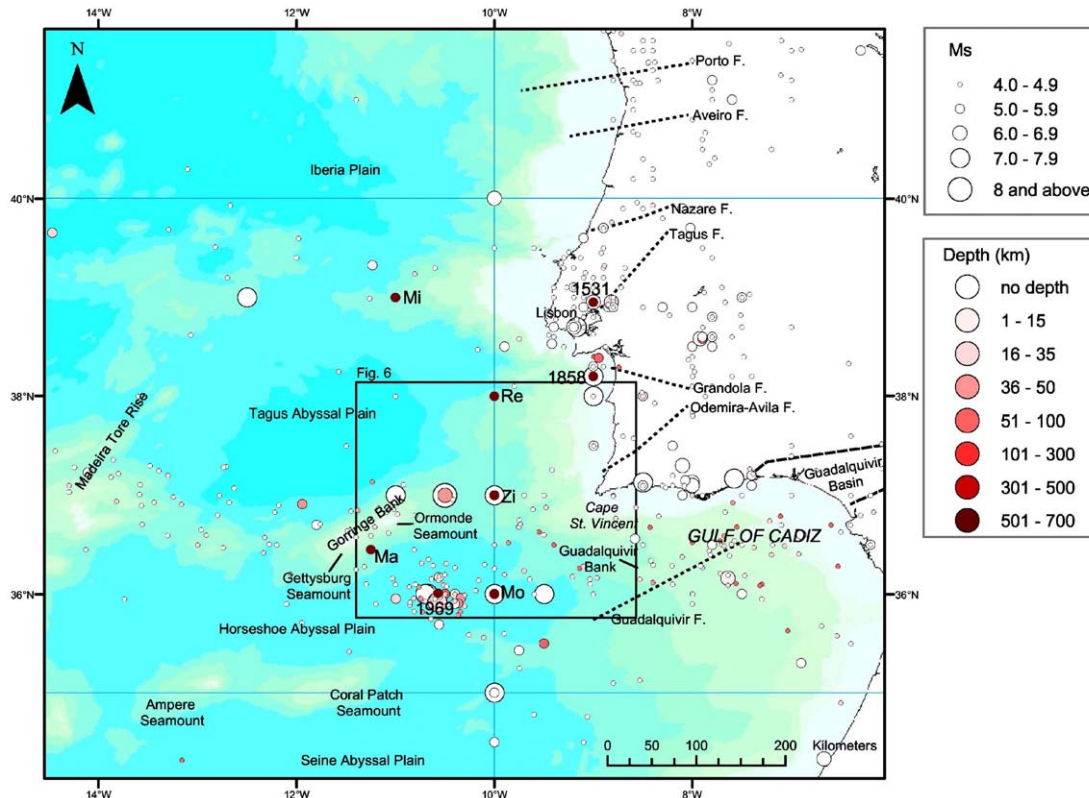 14°W
12°W
10°W
8°W
N
Porto F.
Aveiro F.
Iberia Plain
40°N
40°N
Nazare F.
Tagus F.
1531
Mi
Lisbon
Fig. 6
1858
Grandola F.
38°N
Re
38°N
Odemira-Avila F.
Tagus Abyssal Plain
Madeira Tore Rise
Guadalquivir
Basin
Zi
Cape
St. Vincent
Gorringe Bank
Ormonde
Seamount
GULF OF CADIZ
Ma
Guadalquivir
Bank
Gettysburg
Seamount
36°N
Mo
36°N
1969
Guadalquivir F.
Horseshoe Abyssal Plain
Ampere
Seamount
Coral Patch
Seamount
Seine Abyssal Plain
Kilometers
0 50 100 200
14°W
12°W
10°W
8°W
Ms
4.0 - 4.9
5.0 - 5.9
6.0 - 6.9
7.0 - 7.9
8 and above
Depth (km)
no depth
1 - 15
16 - 35
36 - 50
51 - 100
101 - 300
301 - 500
501 - 700